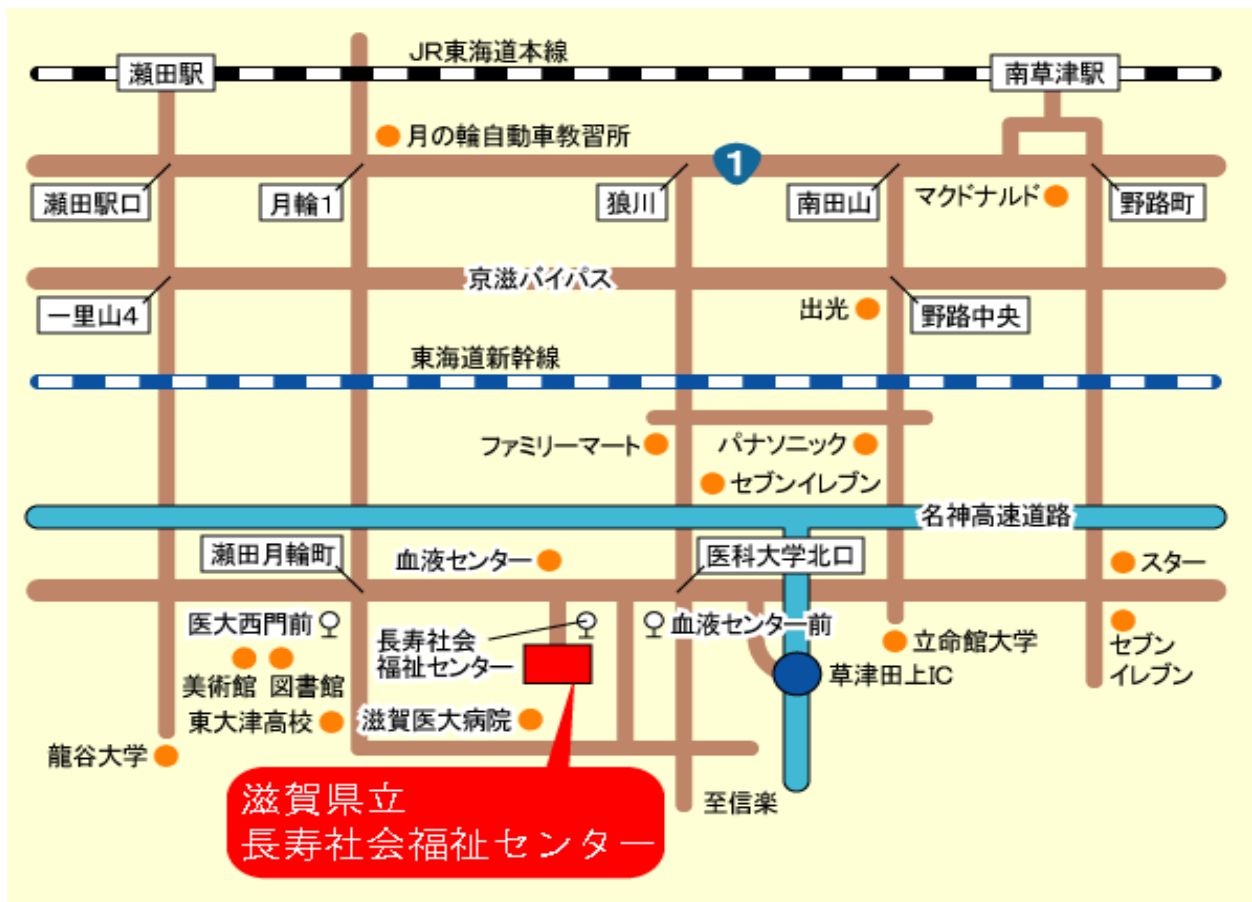 JR東海道本線
瀬田駅
南草津駅
月の輪自動車教習所
1
瀬田駅口
月輪1
狼川
南田山
マクドナルド
野路町
京滋バイパス
一里山4
出光
野路中央
東海道新幹線
ファミリーマート
パナソニック
セブンイレブン
名神高速道路
瀬田月輪町
血液センター
医科大学北口
スター
医大西門前
長寿社会
福祉センター
血液センター前
立命館大学
セブン
イレブン
美術館
図書館
草津田上IC
東大津高校
滋賀医大病院
龍谷大学
至信楽
滋賀県立
長寿社会福祉センター